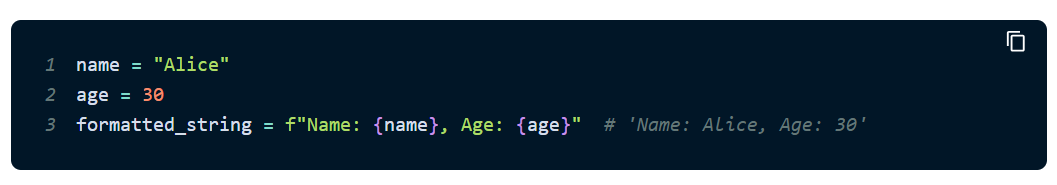 1 name = "Alice"
2 age = 30
3 formatted_string = f"Name: {name}, Age: {age}"  # 'Name: Alice, Age: 30'